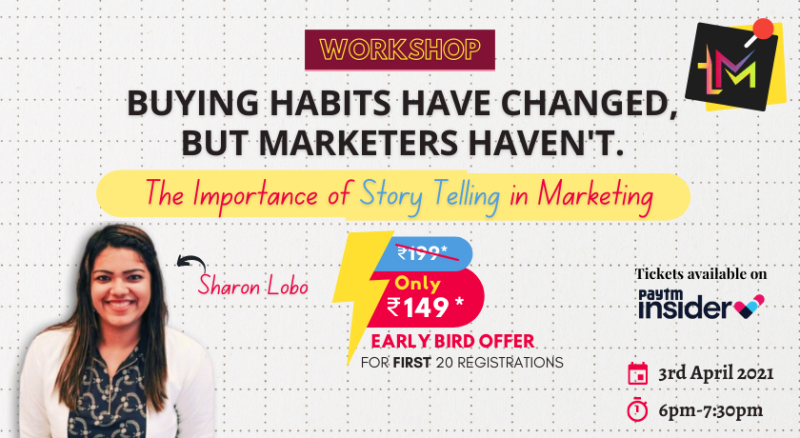 WORKSHOP
LM
BUYING HABITS HAVE CHANGED,
BUT MARKETERS HAVEN'T.
The Importance of Story Telling in Marketing
Sharon Lobo
₹199*
Only
₹149*
EARLY BIRD OFFER
FOR FIRST 20 REGISTRATIONS
Tickets available on
paytm
insider
3rd April 2021
6pm-7:30pm